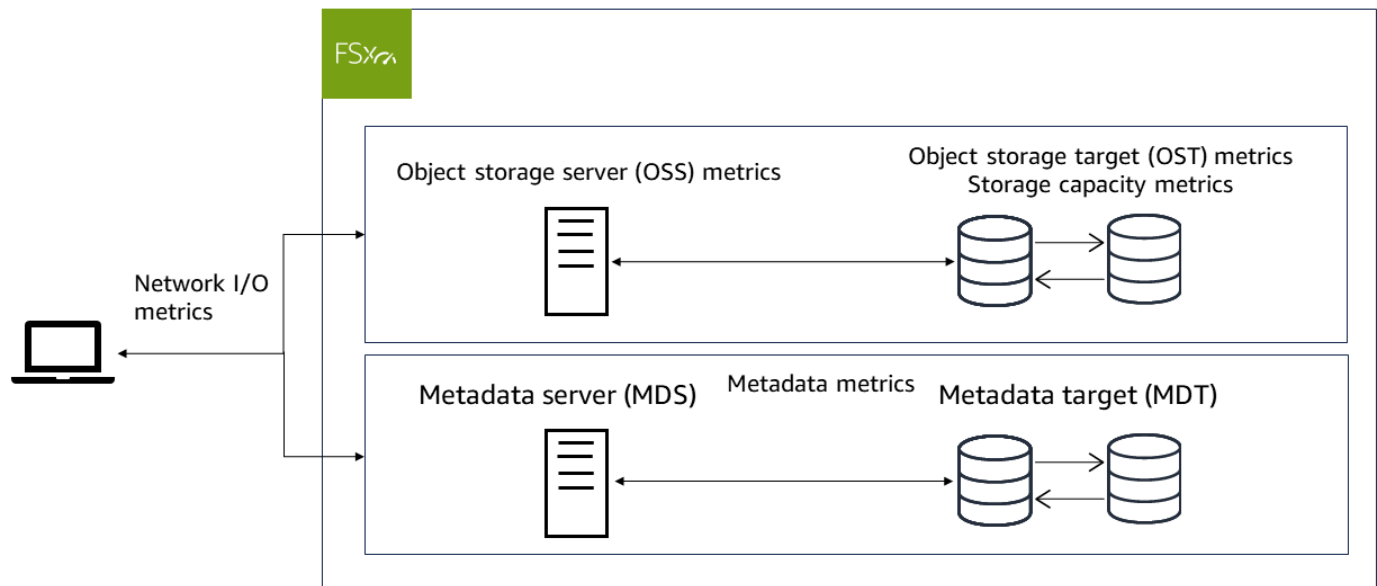 FSx
Object storage server (OSS) metrics
Object storage target (OST) metrics
Storage capacity metrics
Network I/O
metrics
Metadata server (MDS)
Metadata metrics
Metadata target (MDT)